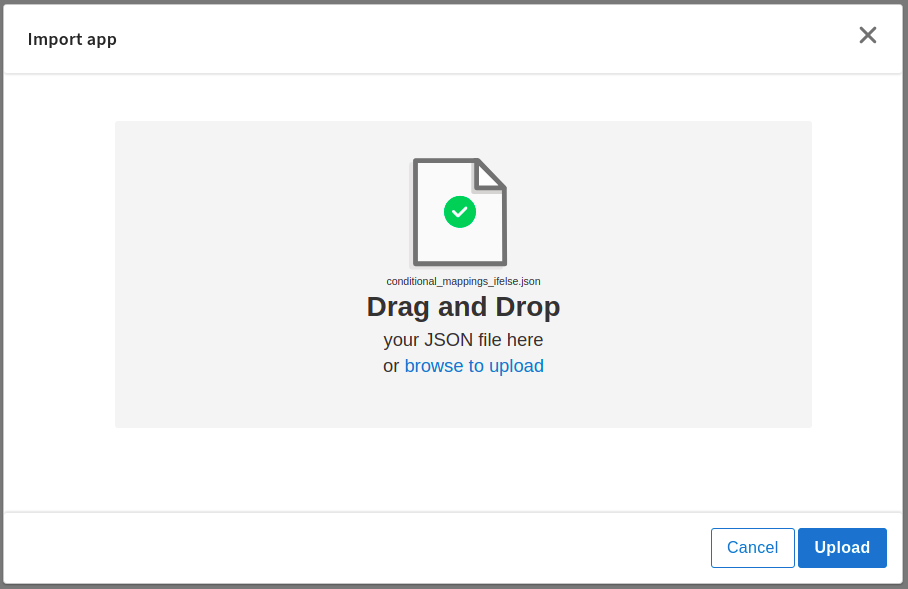 Import app
conditional_mappings_ifelse.json
Drag and Drop
your JSON file here
or browse to upload
Cancel
Upload